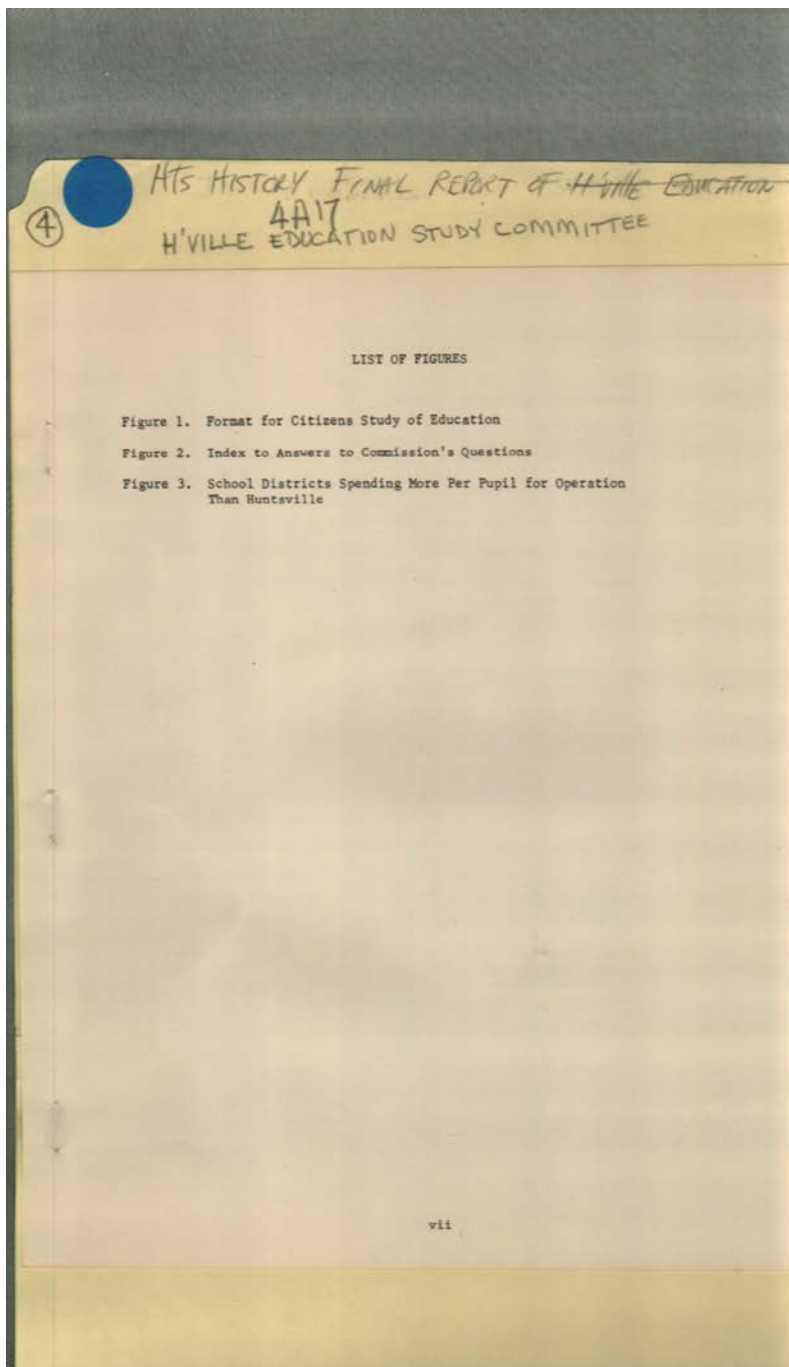 HTS HISTORY FINAL REPORT OF H'ville EDUCATION
4A17
④ H'VILLE EDUCATION STUDY COMMITTEE
LIST OF FIGURES
Figure 1. Format for Citizens Study of Education
Figure 2. Index to Answers to Commission's Questions
Figure 3. School Districts Spending More Per Pupil for Operation
Than Huntsville
vii